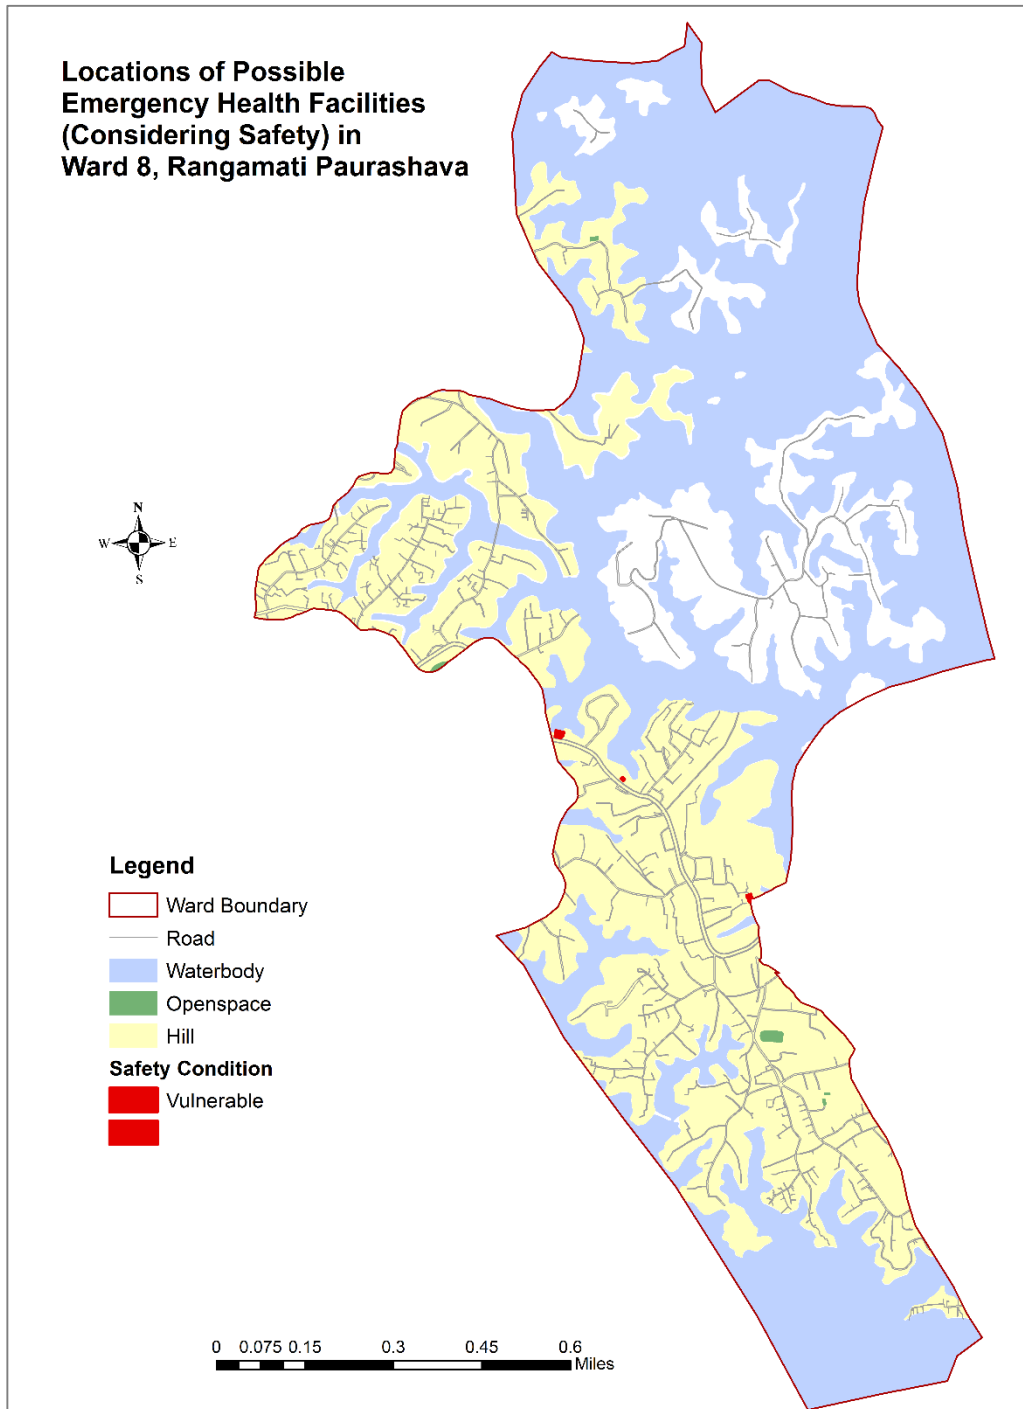 Locations of Possible
Emergency Health Facilities
(Considering Safety) in
Ward 8, Rangamati Paurashava
N
W
E
S
Legend
Ward Boundary
Road
Waterbody
Openspace
Hill
Safety Condition
Vulnerable
0 0.075 0.15 0.3 0.45 0.6
Miles